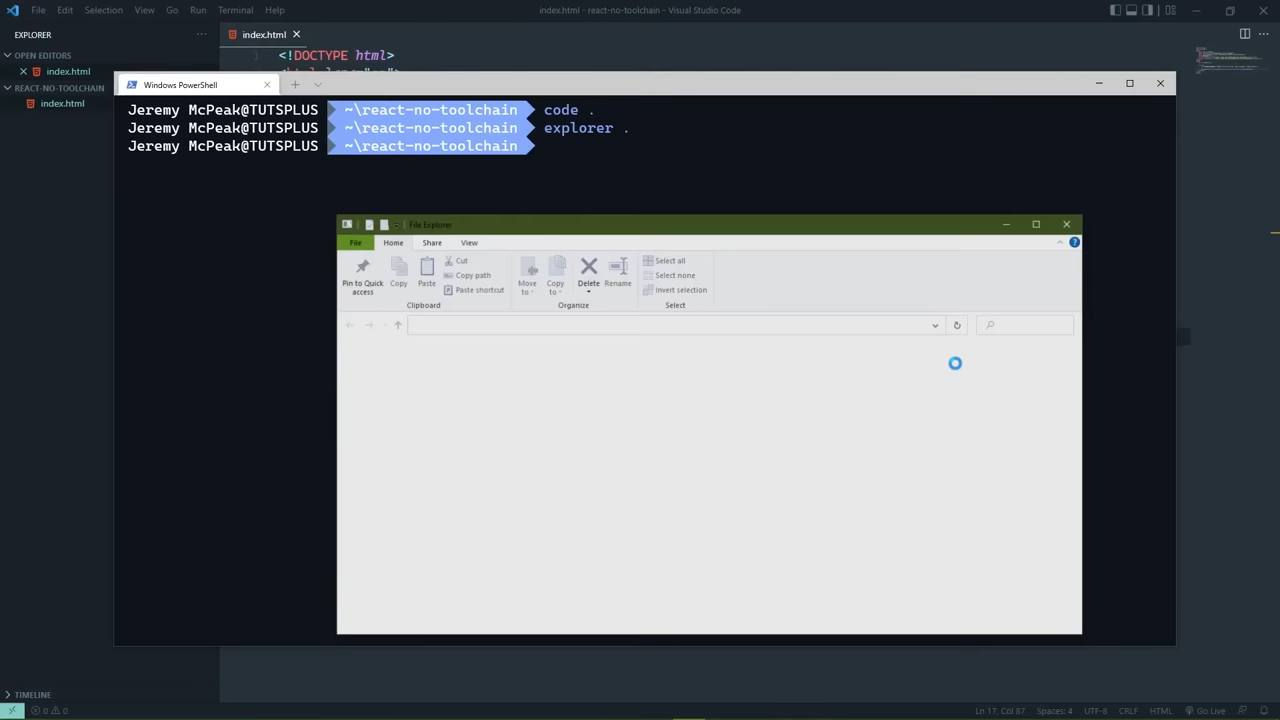 File Edit Selection View Go Run Terminal Help
index.html - react-no-toolchain - Visual Studio Code
EXPLORER
index.html
OPEN EDITORS
1 <!DOCTYPE html>
index.html
REACT-NO-TOOLCHAIN
index.html
Windows PowerShell
Jeremy McPeak@TUTSPLUS ~\react-no-toolchain code .
Jeremy McPeak@TUTSPLUS ~\react-no-toolchain explorer .
Jeremy McPeak@TUTSPLUS ~\react-no-toolchain
File Explorer
File Home Share View
Pin to Quick access
Copy
Paste
Cut
Copy path
Paste shortcut
Clipboard
Move to
Copy to
Delete
Rename
Organize
Select all
Select none
Invert selection
Select
TIMELINE
0 0
Ln 17, Col 87 Spaces: 4 UTF-8 CRLF HTML Go Live